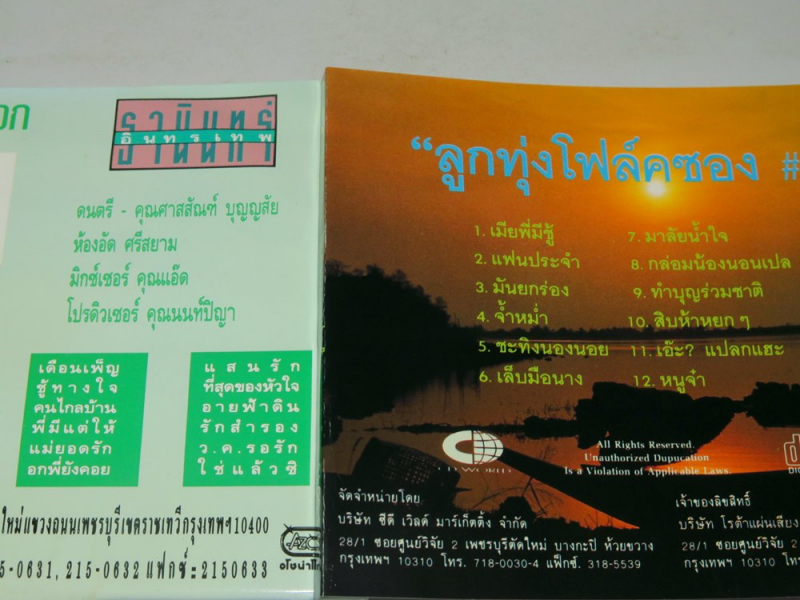 ธานินทร์
อินทรเทพ
ดนตรี - คุณศาสสัณฑ์ บุญญสัย
ห้องอัด ศรีสยาม
มิกซ์เซอร์ คุณแอ๊ด
โปรดิวเซอร์ คุณนนท์ปัญา
เดือนเพ็ญ
ชู้ทางใจ
คนไกลบ้าน
พี่มีแต่ให้
แม่ยอดรัก
อกพี่ยังคอย
แสนรัก
ที่สุดของหัวใจ
อายฟ้าดิน
รักสำรอง
ว.ค.รอรัก
ใช่แล้วซิ
ใหม่แขวงถนนเพชรบุรีเขตราชเทวีกรุงเทพฯ10400
5-0631, 215-0632 แฟกซ์: 2150633
"ลูกทุ่งโฟล์คซอง #
1. เมียพี่มีชู้
2. แฟนประจำ
3. มันยกร่อง
4. จ้ำหม่ำ
5. ชะทิงนองนอย
6. เล็บมือนาง
7. มาลัยน้ำใจ
8. กล่อมน้องนอนเปล
9. ทำบุญร่วมชาติ
10. สิบห้าหยก ๆ
11. เอ๊ะ? แปลกแฮะ
12. หนูจ๋า
CD WORLD
All Rights Reserved.
Unauthorized Dupucation
Is a Violation of Applicable Laws.
จัดจำหน่ายโดย
บริษัท ซีดี เวิลด์ มาร์เก็ตติ้ง จำกัด
28/1 ซอยศูนย์วิจัย 2 เพชรบุรีตัดใหม่ บางกะปิ ห้วยขวาง
กรุงเทพฯ 10310 โทร. 718-0030-4 แฟ็กซ์. 318-5539
เจ้าของลิขสิทธิ์
บริษัท โรต้าแผ่นเสียง
28/1 ซอยศูนย์วิจัย 2
กรุงเทพฯ 10310